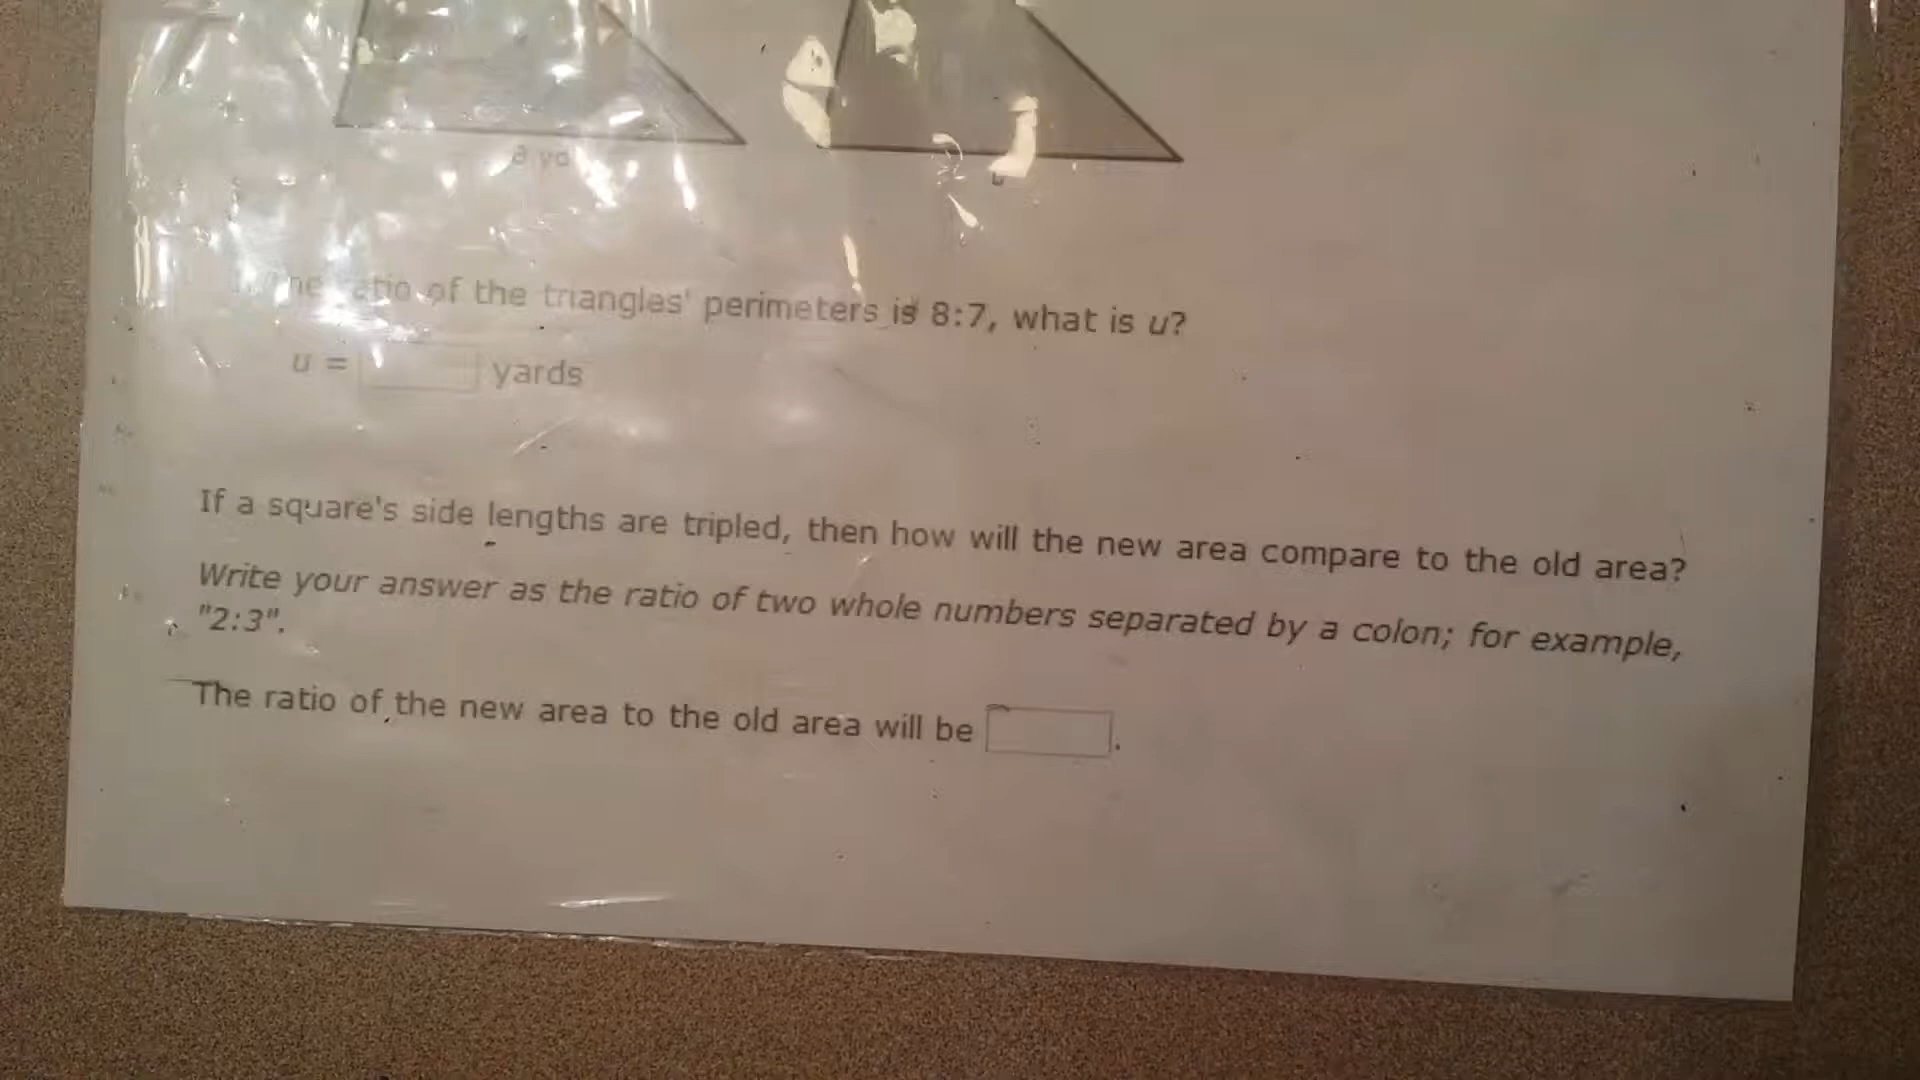 yd
u
ratio of the triangles' perimeters is 8:7, what is u?
u = yards
If a square's side lengths are tripled, then how will the new area compare to the old area?
Write your answer as the ratio of two whole numbers separated by a colon; for example,
"2:3".
The ratio of the new area to the old area will be .